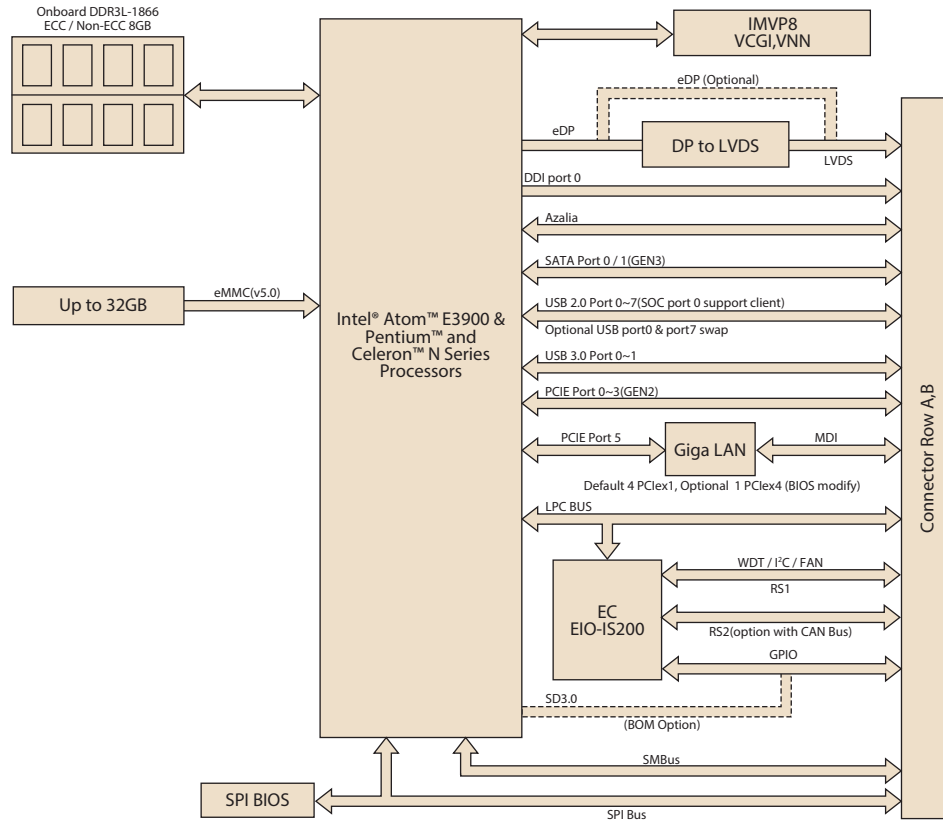 Onboard DDR3L-1866
ECC / Non-ECC 8GB
IMVP8
VCGI,VNN
eDP (Optional)
eDP
DP to LVDS
LVDS
DDI port 0
Azalia
SATA Port 0 / 1(GEN3)
Up to 32GB
eMMC(v5.0)
USB 2.0 Port 0~7(SOC port 0 support client)
Optional USB port0 & port7 swap
Intel® Atom™ E3900 &
Pentium™ and
Celeron™ N Series
Processors
USB 3.0 Port 0~1
PCIE Port 0~3(GEN2)
PCIE Port 5
Giga LAN
MDI
Default 4 PCIex1, Optional 1 PCIex4 (BIOS modify)
LPC BUS
Connector Row A,B
WDT / I²C / FAN
RS1
EC
EIO-IS200
RS2(option with CAN Bus)
GPIO
SD3.0
(BOM Option)
SMBus
SPI BIOS
SPI Bus